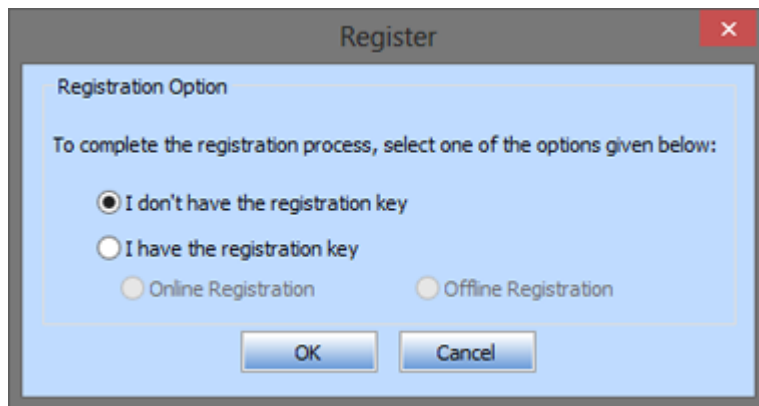 Register
Registration Option
To complete the registration process, select one of the options given below:
I don't have the registration key
I have the registration key
Online Registration Offline Registration
OK Cancel